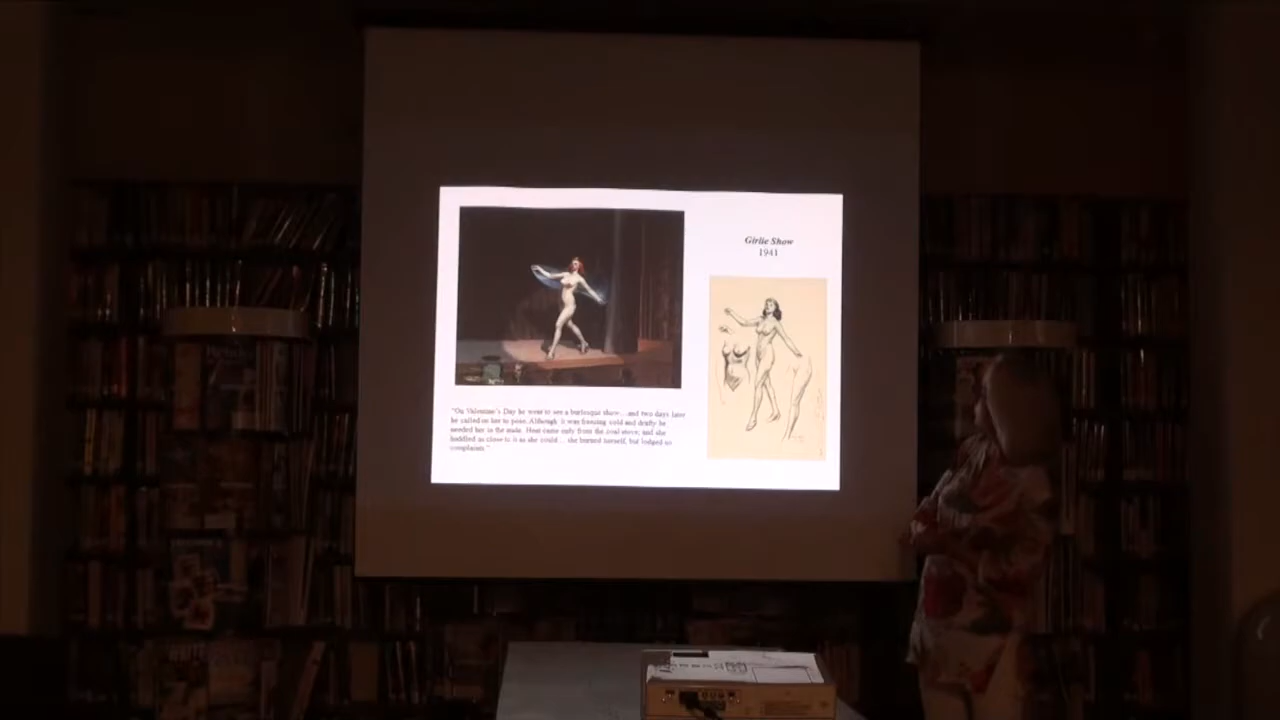 Girlie Show
1941
"On Valentine's Day he went to see a burlesque show...and two days later
he called on her to pose. Although it was freezing cold and drafty he
needed her in the nude. Heat came only from the coal stove; and she
huddled as close to it as she could... she burned herself, but lodged no
complaints."